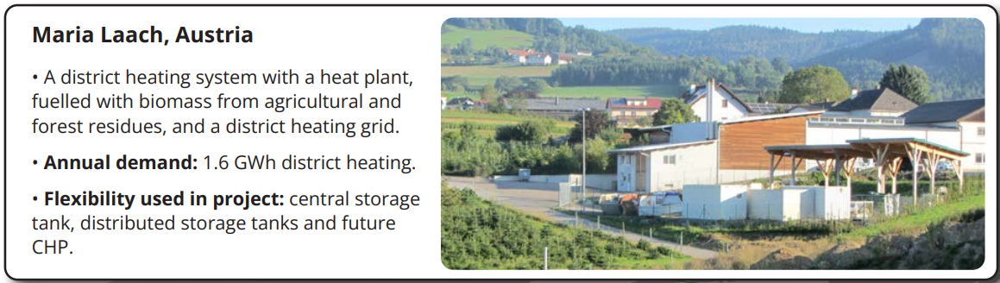 Maria Laach, Austria
• A district heating system with a heat plant,
fuelled with biomass from agricultural and
forest residues, and a district heating grid.
• Annual demand: 1.6 GWh district heating.
• Flexibility used in project: central storage
tank, distributed storage tanks and future
CHP.